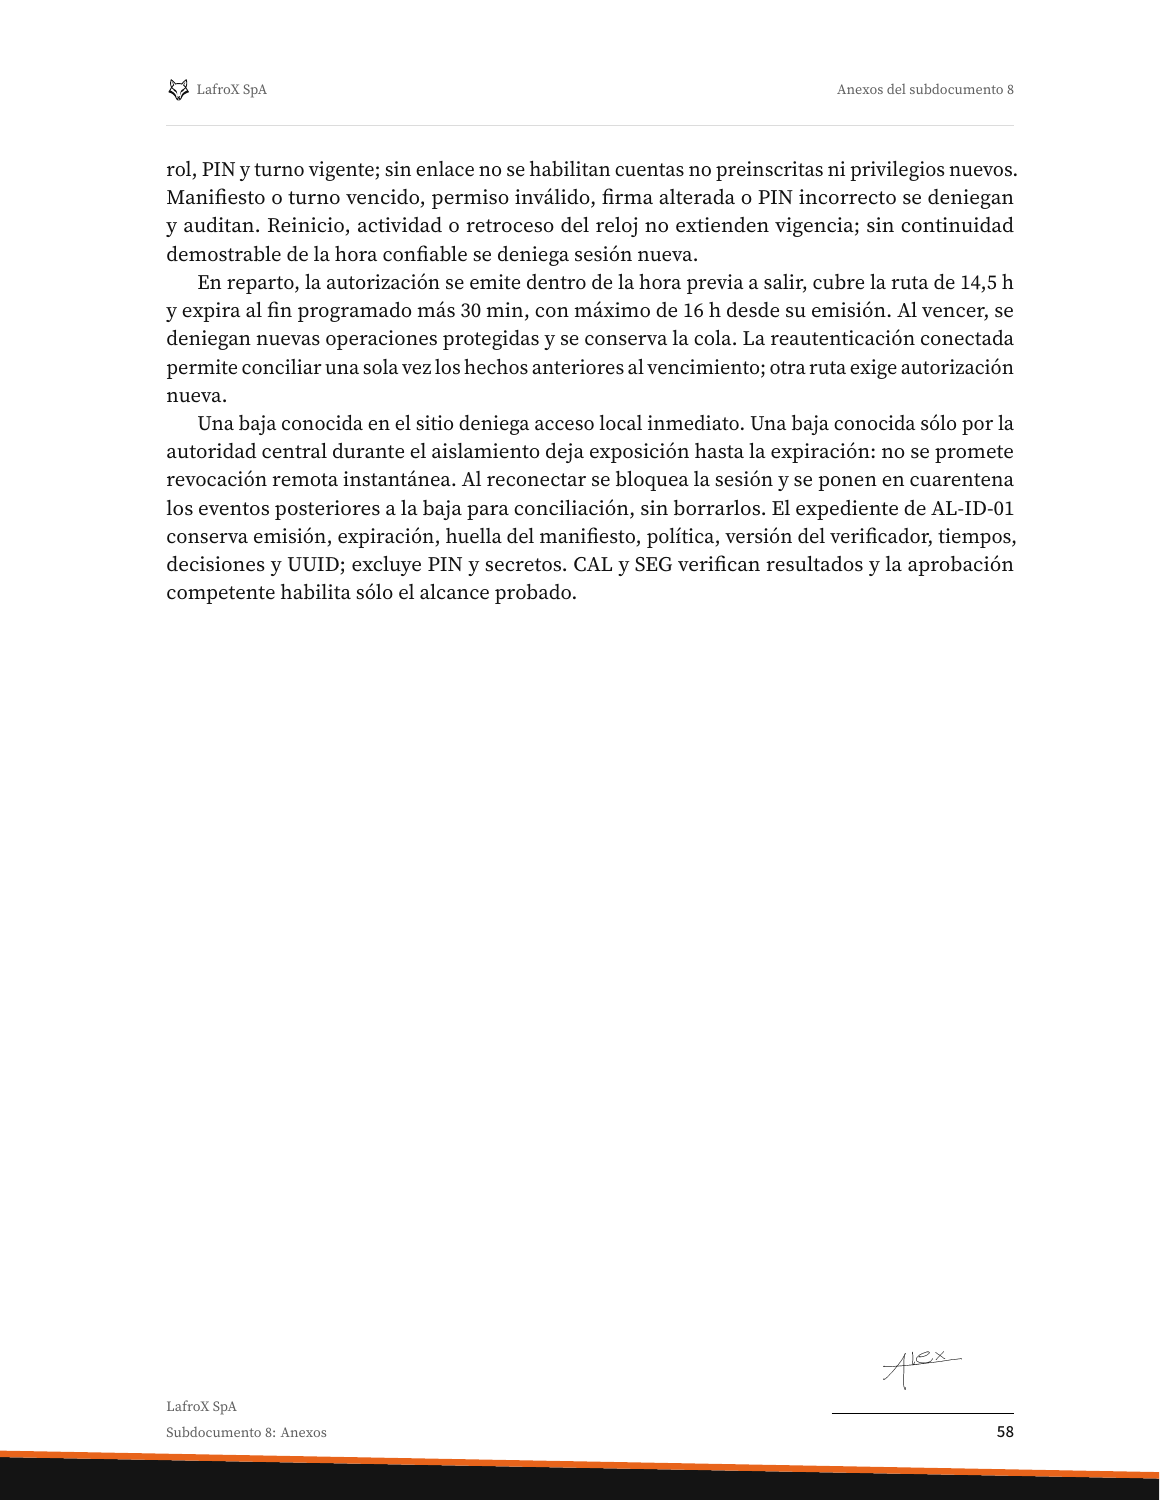 LafroX SpA
Anexos del subdocumento 8
rol, PIN y turno vigente; sin enlace no se habilitan cuentas no preinscritas ni privilegios nuevos.
Manifiesto o turno vencido, permiso inválido, firma alterada o PIN incorrecto se deniegan
y auditan. Reinicio, actividad o retroceso del reloj no extienden vigencia; sin continuidad
demostrable de la hora confiable se deniega sesión nueva.
En reparto, la autorización se emite dentro de la hora previa a salir, cubre la ruta de 14,5 h
y expira al fin programado más 30 min, con máximo de 16 h desde su emisión. Al vencer, se
deniegan nuevas operaciones protegidas y se conserva la cola. La reautenticación conectada
permite conciliar una sola vez los hechos anteriores al vencimiento; otra ruta exige autorización
nueva.
Una baja conocida en el sitio deniega acceso local inmediato. Una baja conocida sólo por la
autoridad central durante el aislamiento deja exposición hasta la expiración: no se promete
revocación remota instantánea. Al reconectar se bloquea la sesión y se ponen en cuarentena
los eventos posteriores a la baja para conciliación, sin borrarlos. El expediente de AL-ID-01
conserva emisión, expiración, huella del manifiesto, política, versión del verificador, tiempos,
decisiones y UUID; excluye PIN y secretos. CAL y SEG verifican resultados y la aprobación
competente habilita sólo el alcance probado.
Alex
LafroX SpA
Subdocumento 8: Anexos
58